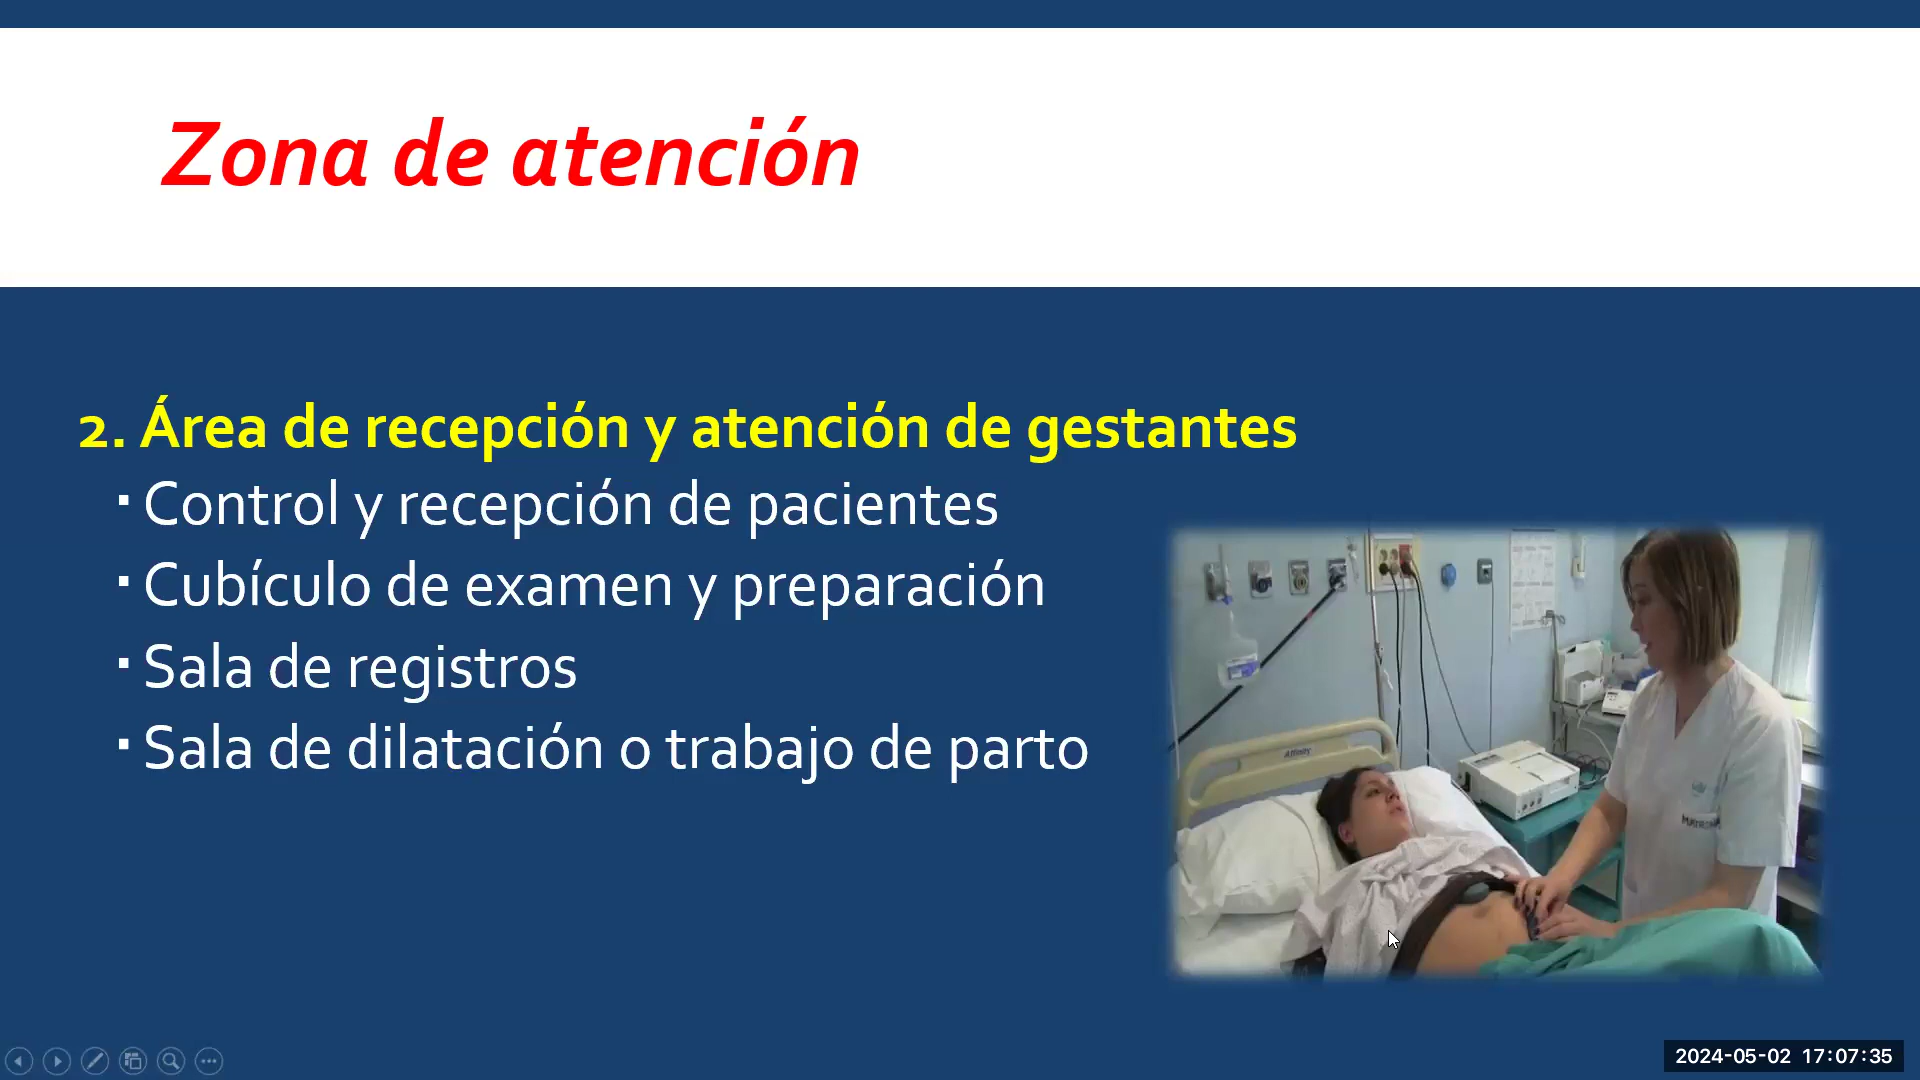 Zona de atención
2. Área de recepción y atención de gestantes
▪ Control y recepción de pacientes
▪ Cubículo de examen y preparación
▪ Sala de registros
▪ Sala de dilatación o trabajo de parto
Affinity
2024-05-02 17:07:35